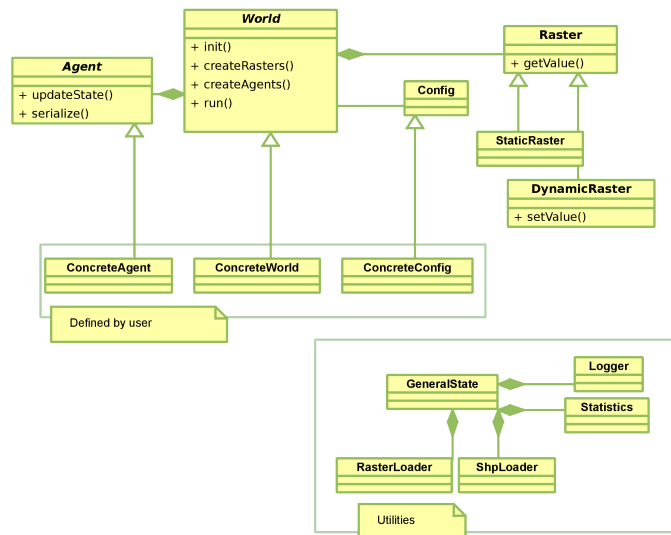 World
+ init()
+ createRasters()
+ createAgents()
+ run()
Agent
+ updateState()
+ serialize()
Raster
+ getValue()
Config
StaticRaster
DynamicRaster
+ setValue()
ConcreteAgent
ConcreteWorld
ConcreteConfig
Defined by user
GeneralState
Logger
Statistics
RasterLoader
ShpLoader
Utilities